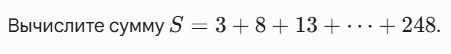 Вычислите сумму S = 3 + 8 + 13 + ⋯ + 248.